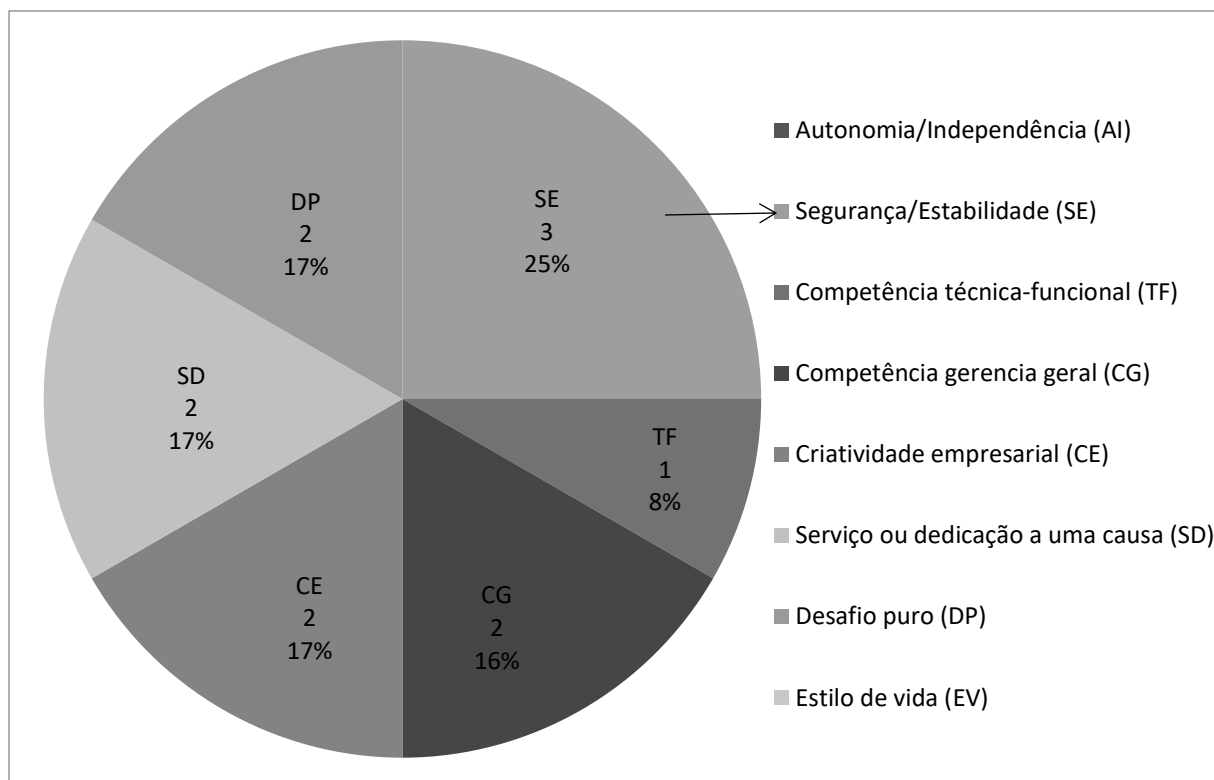 DP
2
17%
SE
3
25%
SD
2
17%
TF
1
8%
CE
2
17%
CG
2
16%
Autonomia/Independência (AI)
Segurança/Estabilidade (SE)
Competência técnica-funcional (TF)
Competência gerencia geral (CG)
Criatividade empresarial (CE)
Serviço ou dedicação a uma causa (SD)
Desafio puro (DP)
Estilo de vida (EV)